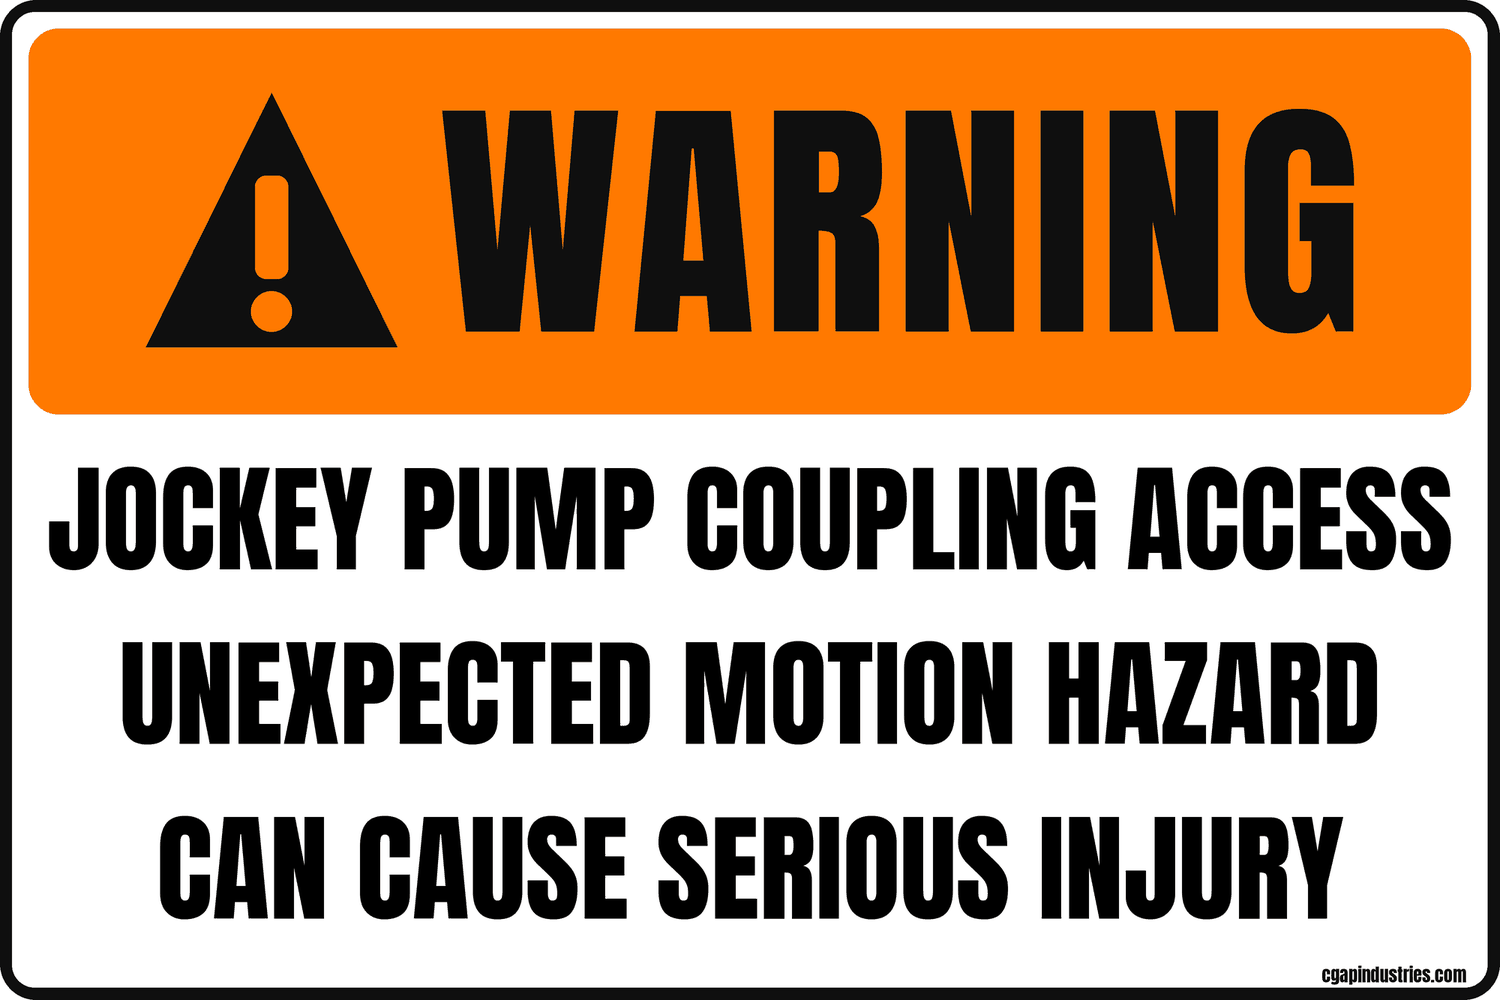 WARNING
JOCKEY PUMP COUPLING ACCESS
UNEXPECTED MOTION HAZARD
CAN CAUSE SERIOUS INJURY
cgapindustries.com